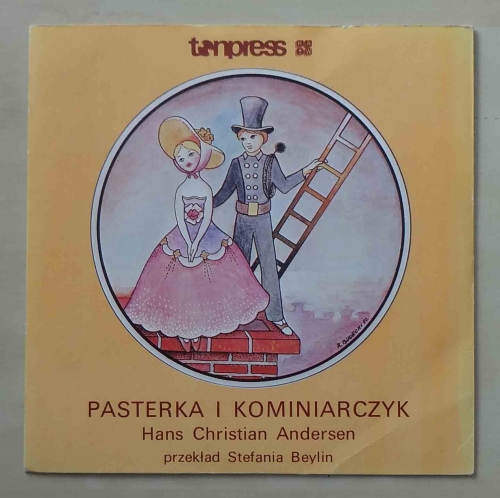 tonpress
PASTERKA I KOMINIARCZYK
Hans Christian Andersen
przekład Stefania Beylin